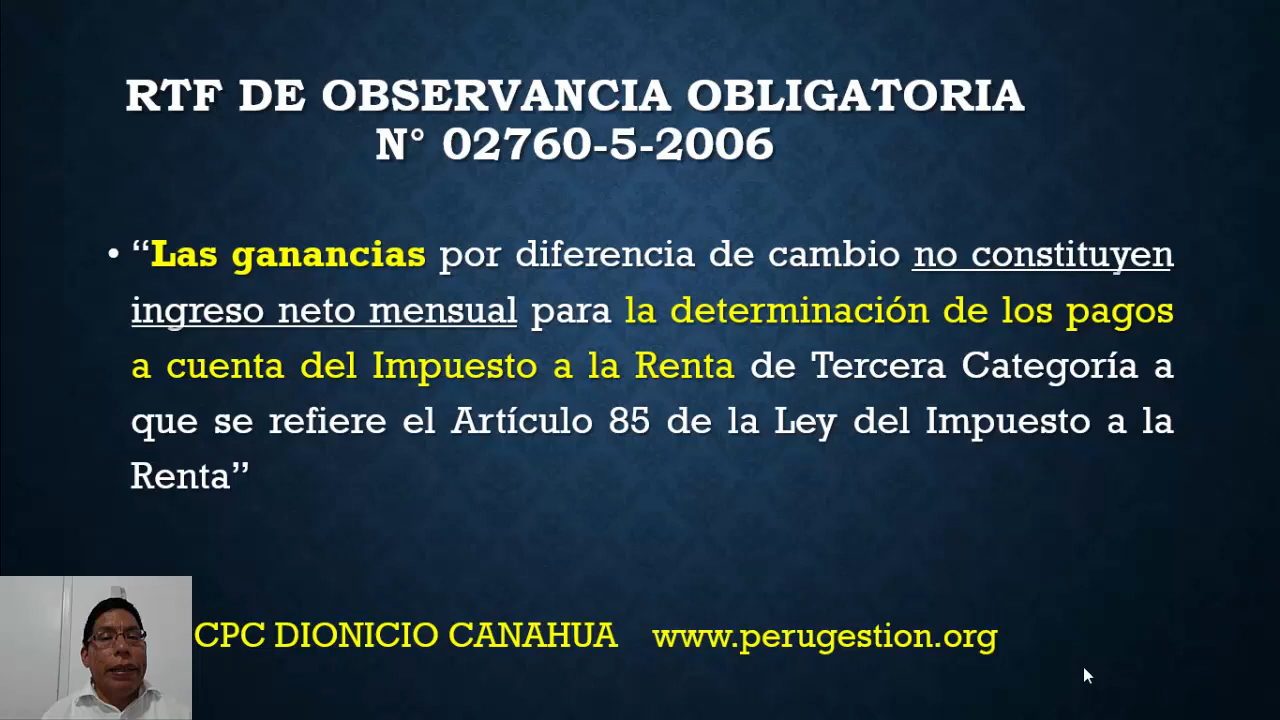 RTF DE OBSERVANCIA OBLIGATORIA
N° 02760-5-2006
• “Las ganancias por diferencia de cambio no constituyen
ingreso neto mensual para la determinación de los pagos
a cuenta del Impuesto a la Renta de Tercera Categoría a
que se refiere el Artículo 85 de la Ley del Impuesto a la
Renta”
CPC DIONICIO CANAHUA www.perugestion.org